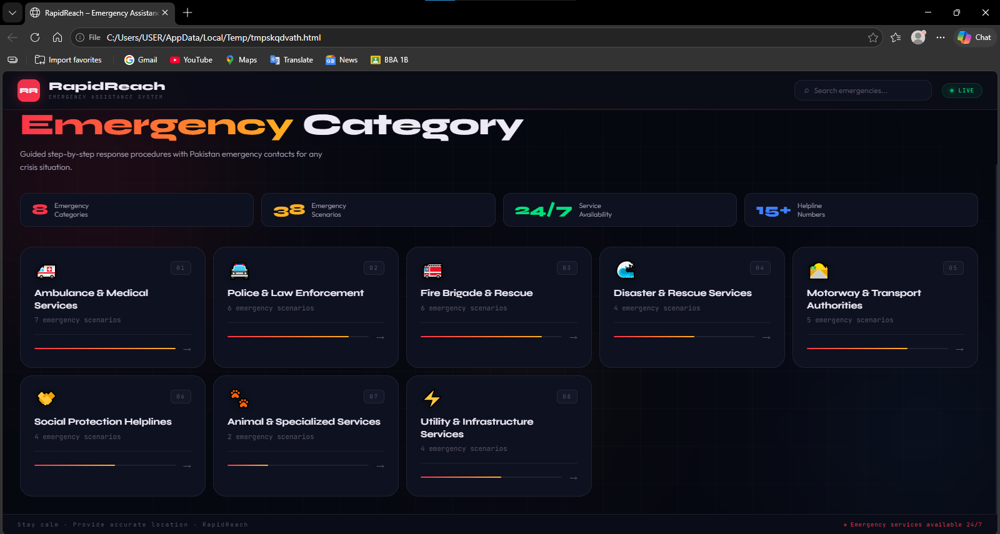 RapidReach – Emergency Assistanc
File C:/Users/USER/AppData/Local/Temp/tmpskqdvath.html
Chat
Import favorites
Gmail
YouTube
Maps
Translate
News
BBA 1B
RR
RapidReach
EMERGENCY ASSISTANCE SYSTEM
Search emergencies...
LIVE
Emergency Category
Guided step-by-step response procedures with Pakistan emergency contacts for any
crisis situation.
8
Emergency
Categories
38
Emergency
Scenarios
24/7
Service
Availability
15+
Helpline
Numbers
01
Ambulance & Medical
Services
7 emergency scenarios
→
02
Police & Law Enforcement
6 emergency scenarios
→
03
Fire Brigade & Rescue
6 emergency scenarios
→
04
Disaster & Rescue Services
4 emergency scenarios
→
05
Motorway & Transport
Authorities
5 emergency scenarios
→
06
Social Protection Helplines
4 emergency scenarios
→
07
Animal & Specialized Services
2 emergency scenarios
→
08
Utility & Infrastructure
Services
4 emergency scenarios
→
Stay calm · Provide accurate location · RapidReach
Emergency services available 24/7